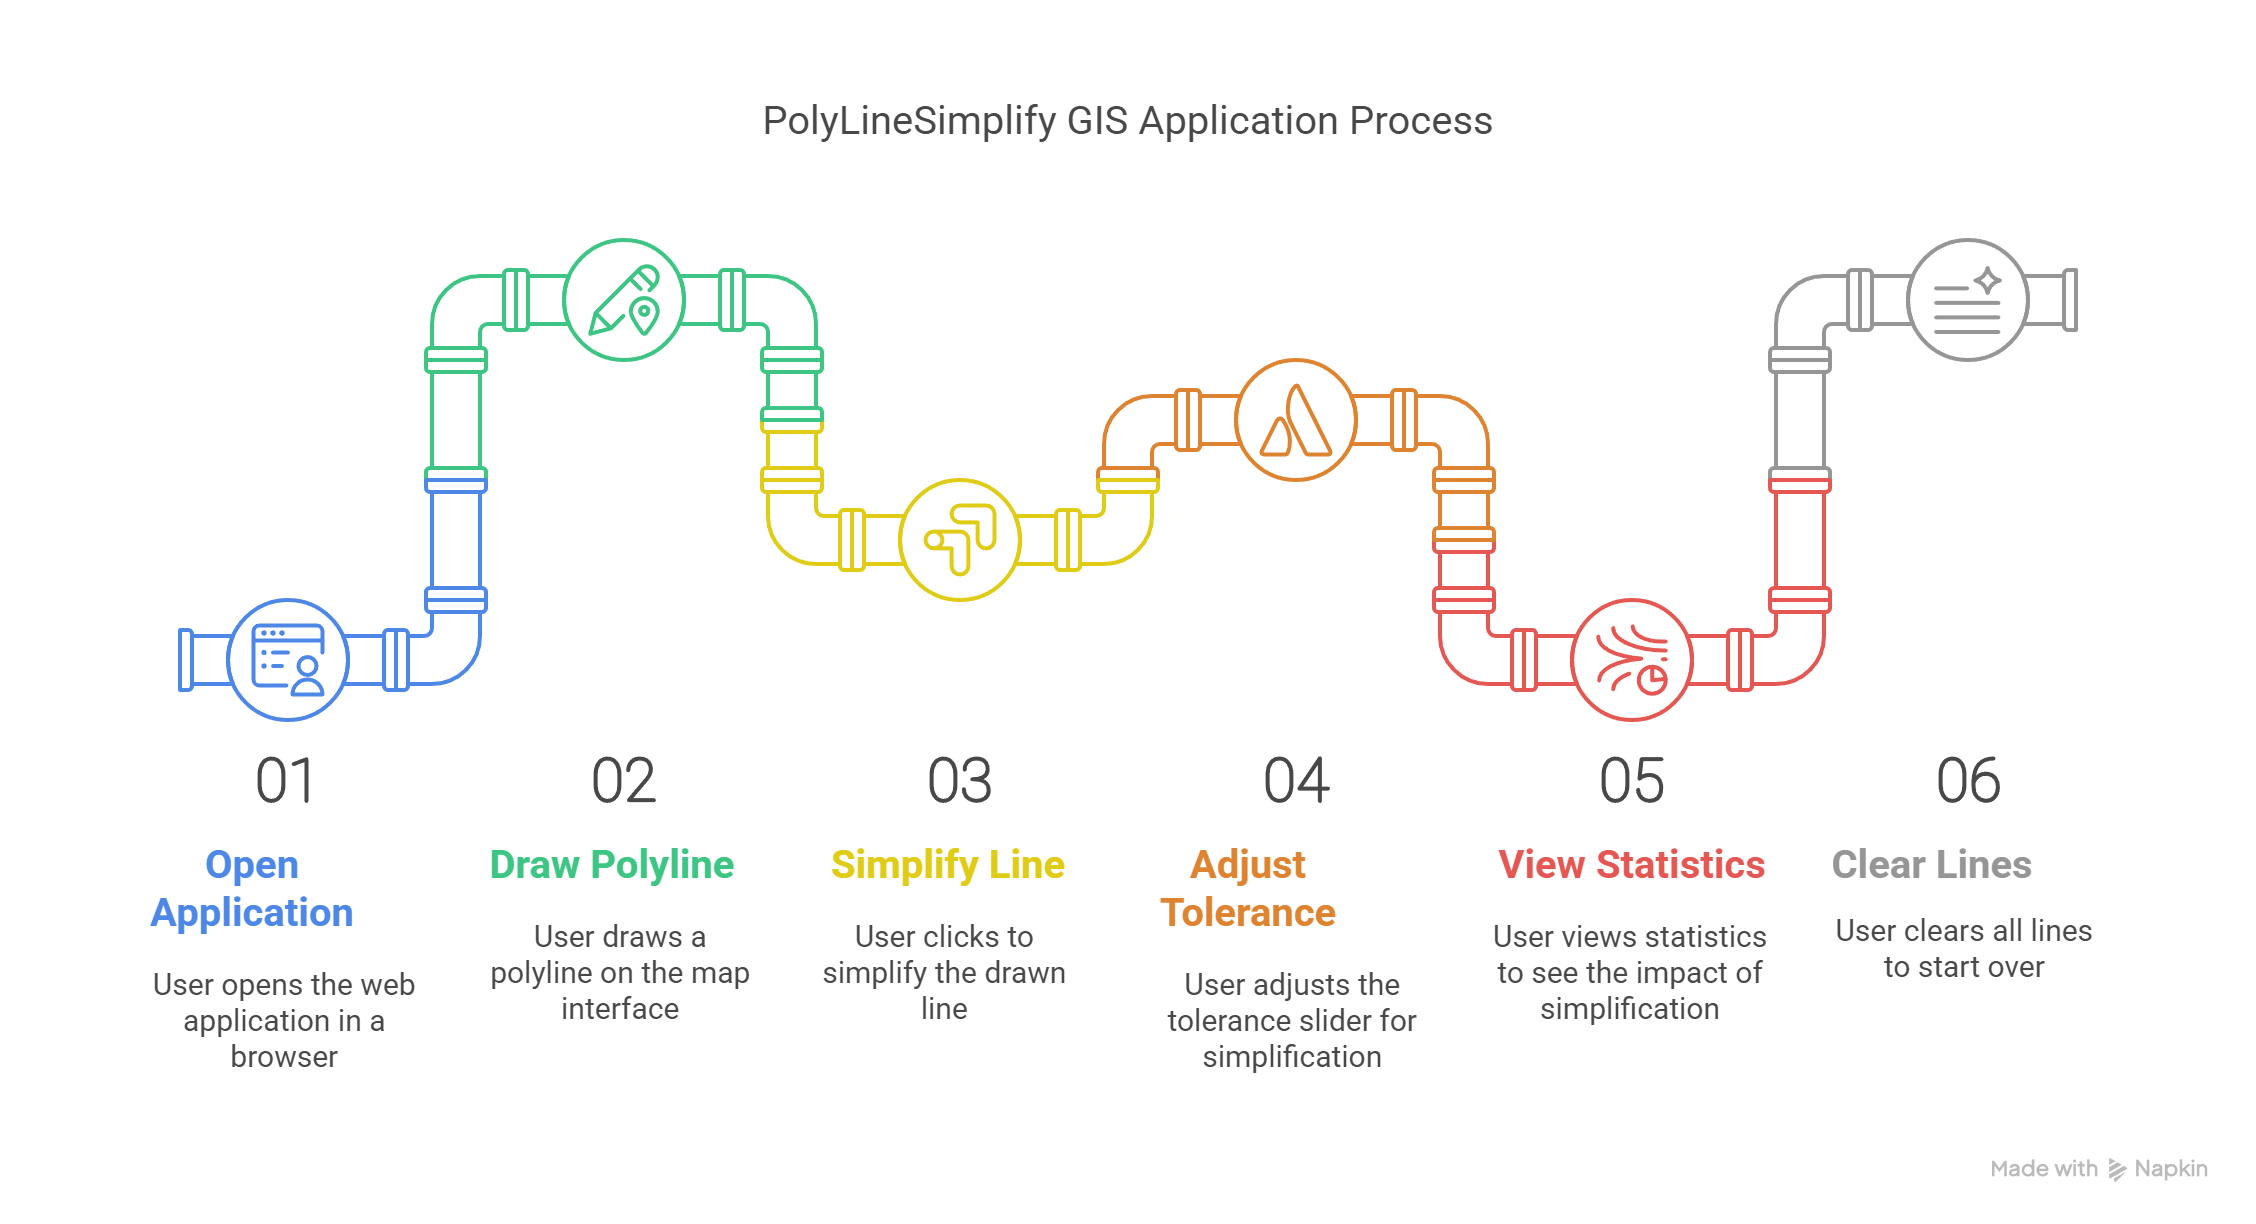 PolyLineSimplify GIS Application Process
01
Open
Application
User opens the web
application in a
browser
02
Draw Polyline
User draws a
polyline on the map
interface
03
Simplify Line
User clicks to
simplify the drawn
line
04
Adjust
Tolerance
User adjusts the
tolerance slider for
simplification
05
View Statistics
User views statistics
to see the impact of
simplification
06
Clear Lines
User clears all lines
to start over
Made with Napkin